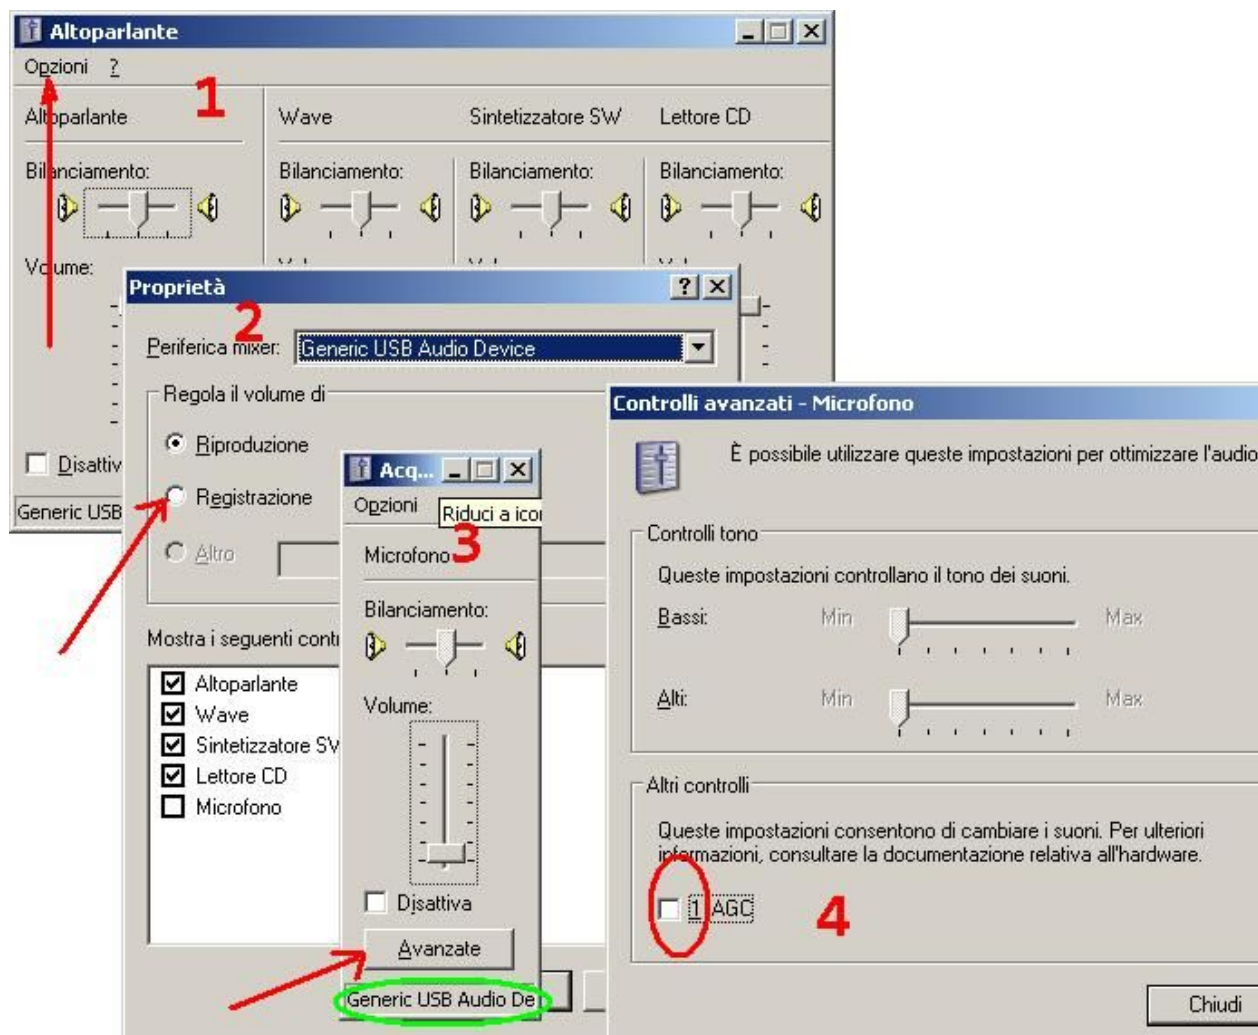 Altoparlante
Opzioni ?
1
Altoparlante Wave Sintetizzatore SW Lettore CD
Bilanciamento: Bilanciamento: Bilanciamento: Bilanciamento:
Volume:
Disattiv
Generic USB
Proprietà
2
Periferica mixer: Generic USB Audio Device
Regola il volume di
Riproduzione
Registrazione
Altro
Mostra i seguenti contr
Altoparlante
Wave
Sintetizzatore SW
Lettore CD
Microfono
Acq...
Opzioni
Riduci a icon
3
Microfono
Bilanciamento:
Volume:
Disattiva
Avanzate
Generic USB Audio De
Controlli avanzati - Microfono
È possibile utilizzare queste impostazioni per ottimizzare l'audio
Controlli tono
Queste impostazioni controllano il tono dei suoni.
Bassi: Min Max
Alti: Min Max
Altri controlli
Queste impostazioni consentono di cambiare i suoni. Per ulteriori
informazioni, consultare la documentazione relativa all'hardware.
1 AGC
4
Chiudi